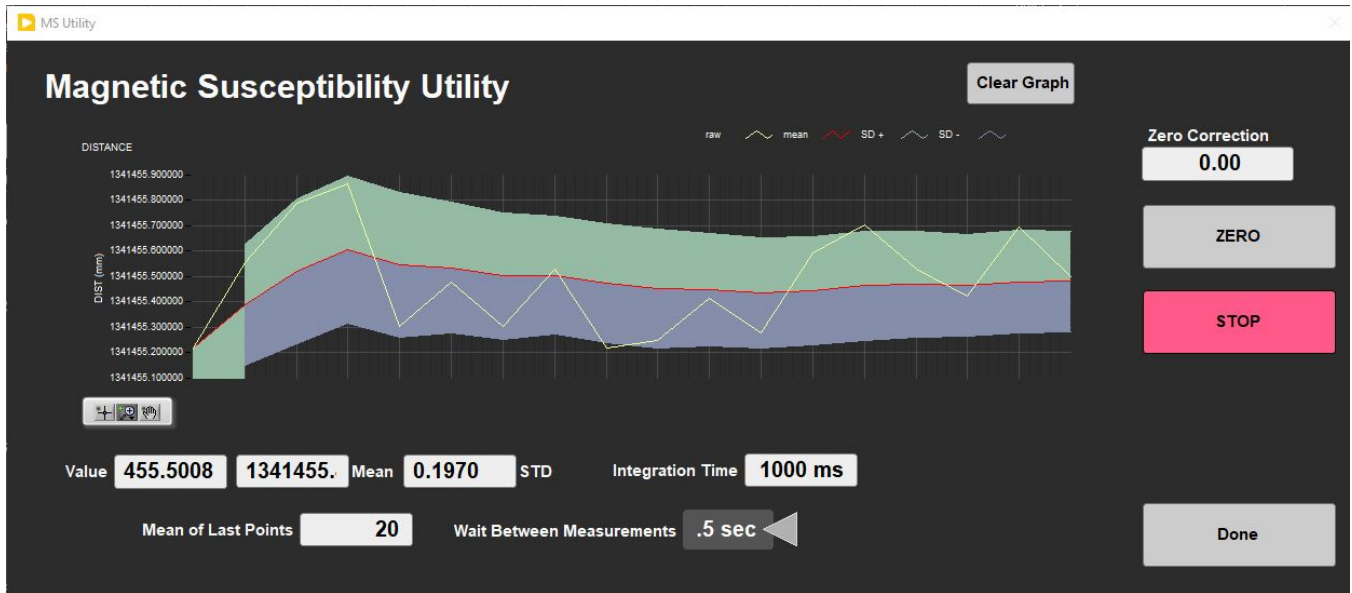 MS Utility
Magnetic Susceptibility Utility
Clear Graph
raw mean SD + SD -
DISTANCE
Zero Correction
0.00
1341455.900000
1341455.800000
1341455.700000
1341455.600000
1341455.500000
1341455.400000
1341455.300000
1341455.200000
1341455.100000
DIST (mm)
ZERO
STOP
Value 455.5008 1341455. Mean 0.1970 STD Integration Time 1000 ms
Mean of Last Points 20 Wait Between Measurements .5 sec
Done